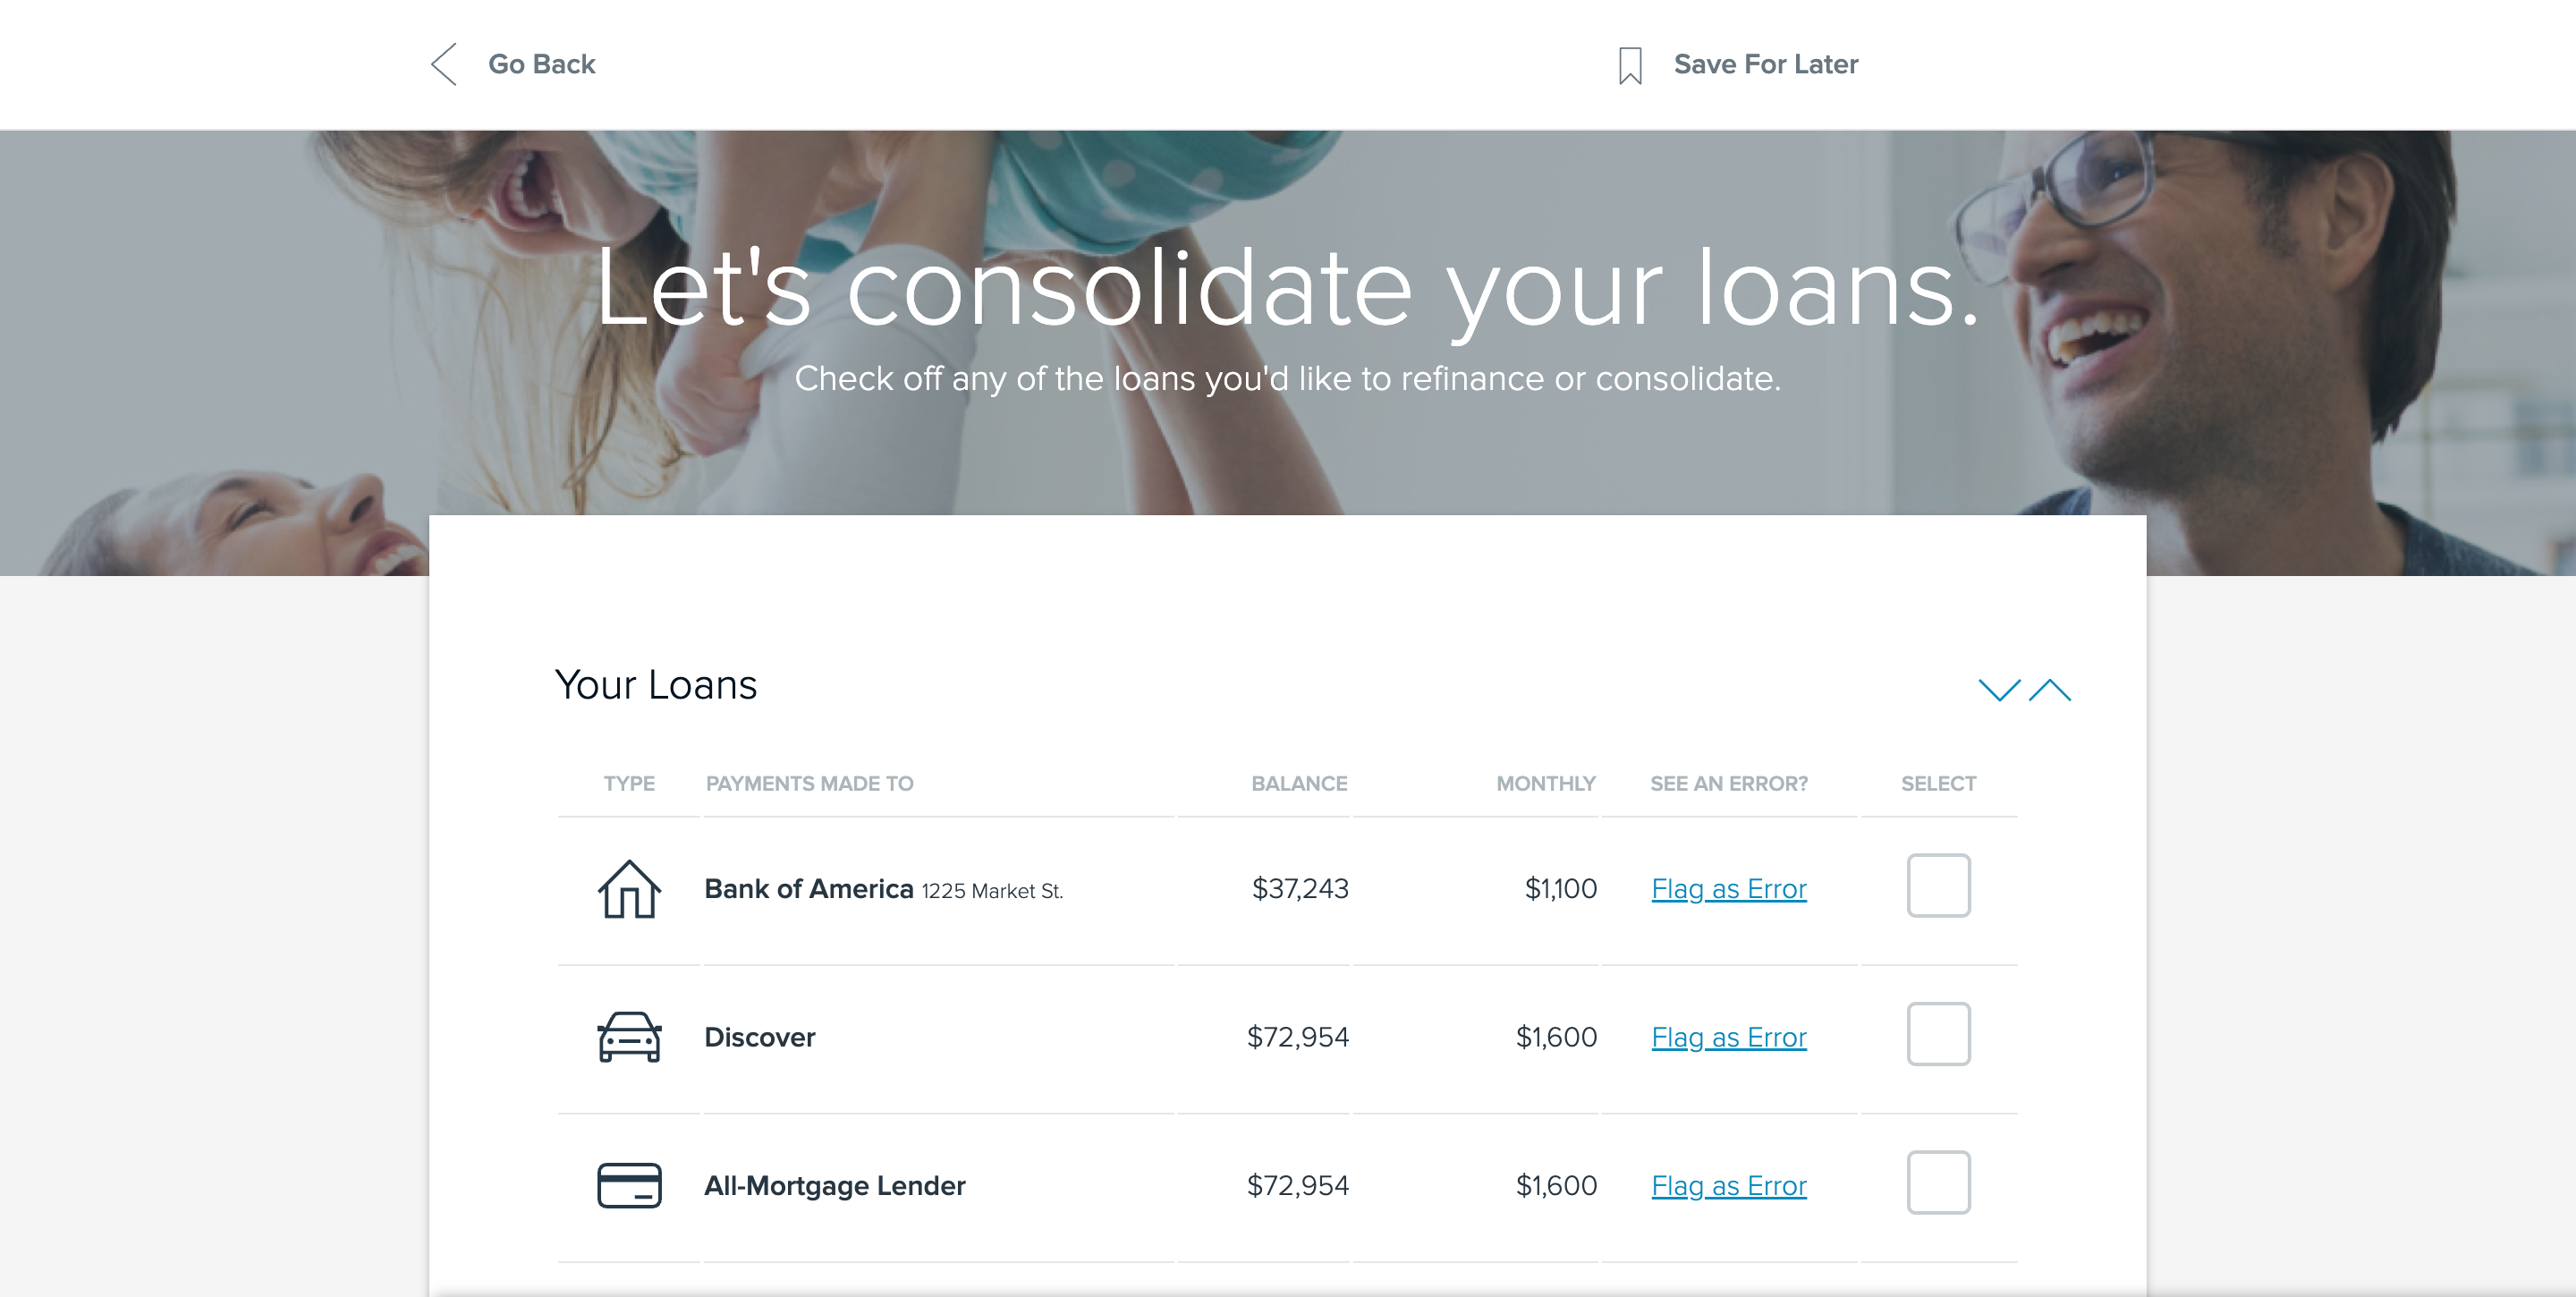 Go Back
Save For Later
Let's consolidate your loans.
Check off any of the loans you'd like to refinance or consolidate.
Your Loans
TYPE PAYMENTS MADE TO BALANCE MONTHLY SEE AN ERROR? SELECT
Bank of America 1225 Market St. $37,243 $1,100 Flag as Error
Discover $72,954 $1,600 Flag as Error
All-Mortgage Lender $72,954 $1,600 Flag as Error